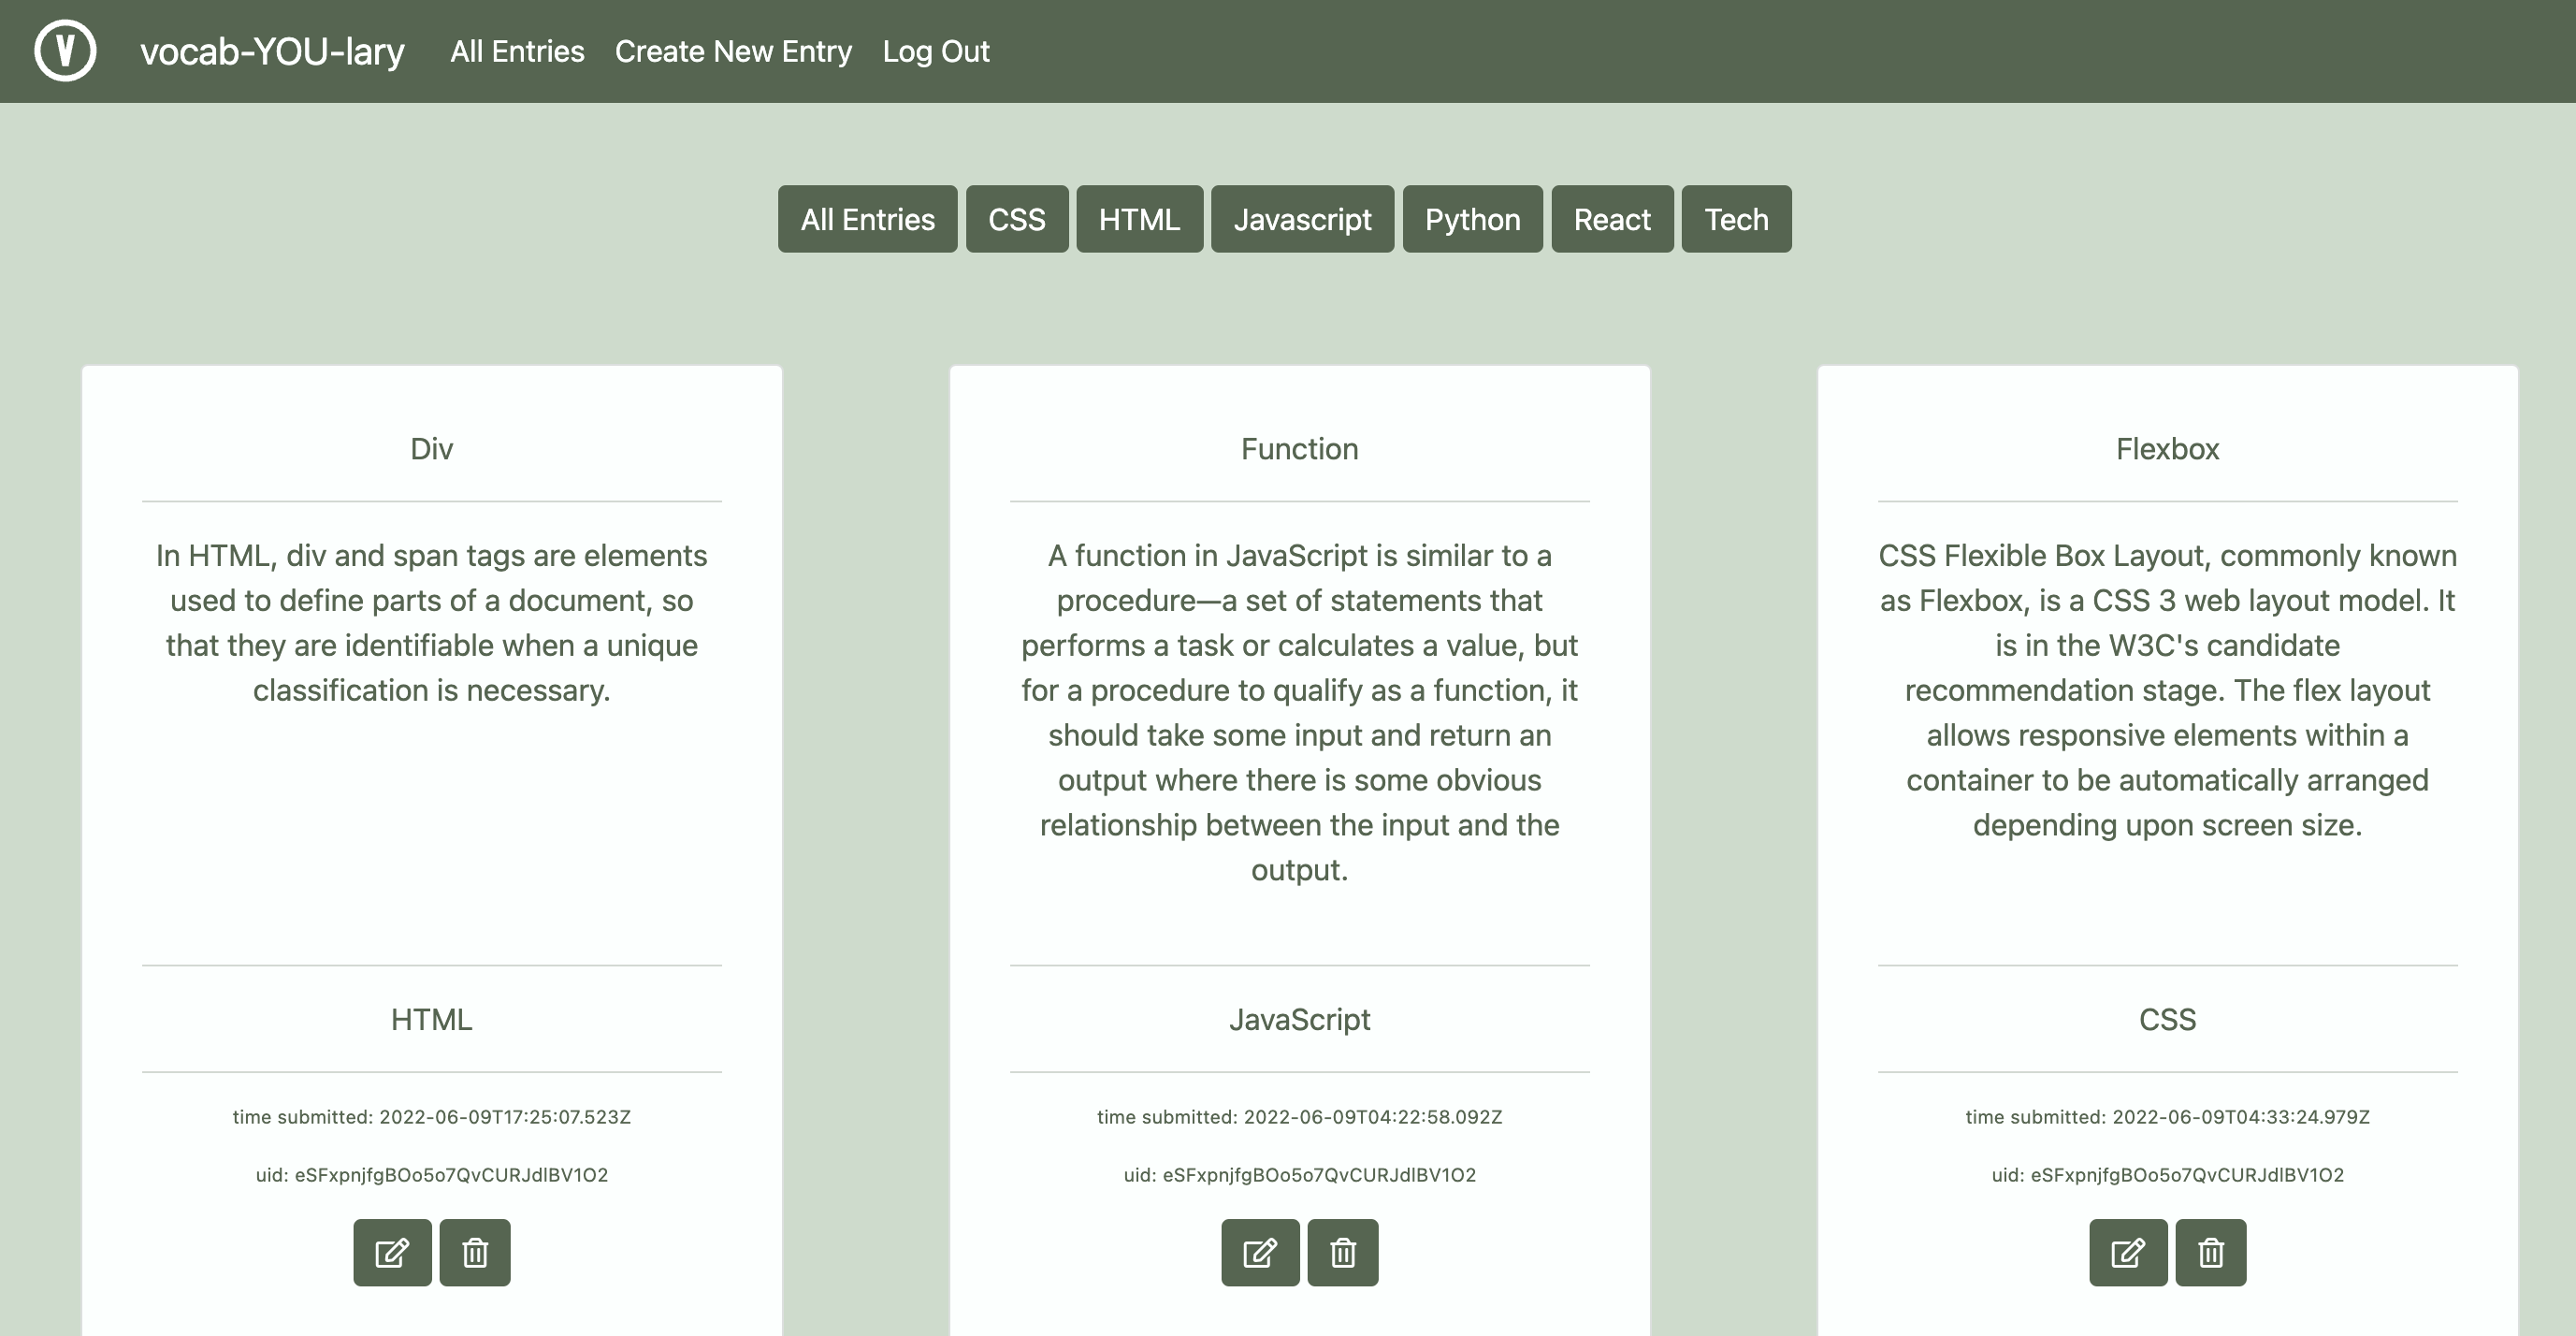 V vocab-YOU-lary All Entries Create New Entry Log Out
All Entries CSS HTML Javascript Python React Tech
Div
In HTML, div and span tags are elements
used to define parts of a document, so
that they are identifiable when a unique
classification is necessary.
HTML
time submitted: 2022-06-09T17:25:07.523Z
uid: eSFxpnjfgBOo5o7QvCURJdlBV1O2
Function
A function in JavaScript is similar to a
procedure—a set of statements that
performs a task or calculates a value, but
for a procedure to qualify as a function, it
should take some input and return an
output where there is some obvious
relationship between the input and the
output.
JavaScript
time submitted: 2022-06-09T04:22:58.092Z
uid: eSFxpnjfgBOo5o7QvCURJdlBV1O2
Flexbox
CSS Flexible Box Layout, commonly known
as Flexbox, is a CSS 3 web layout model. It
is in the W3C's candidate
recommendation stage. The flex layout
allows responsive elements within a
container to be automatically arranged
depending upon screen size.
CSS
time submitted: 2022-06-09T04:33:24.979Z
uid: eSFxpnjfgBOo5o7QvCURJdlBV1O2